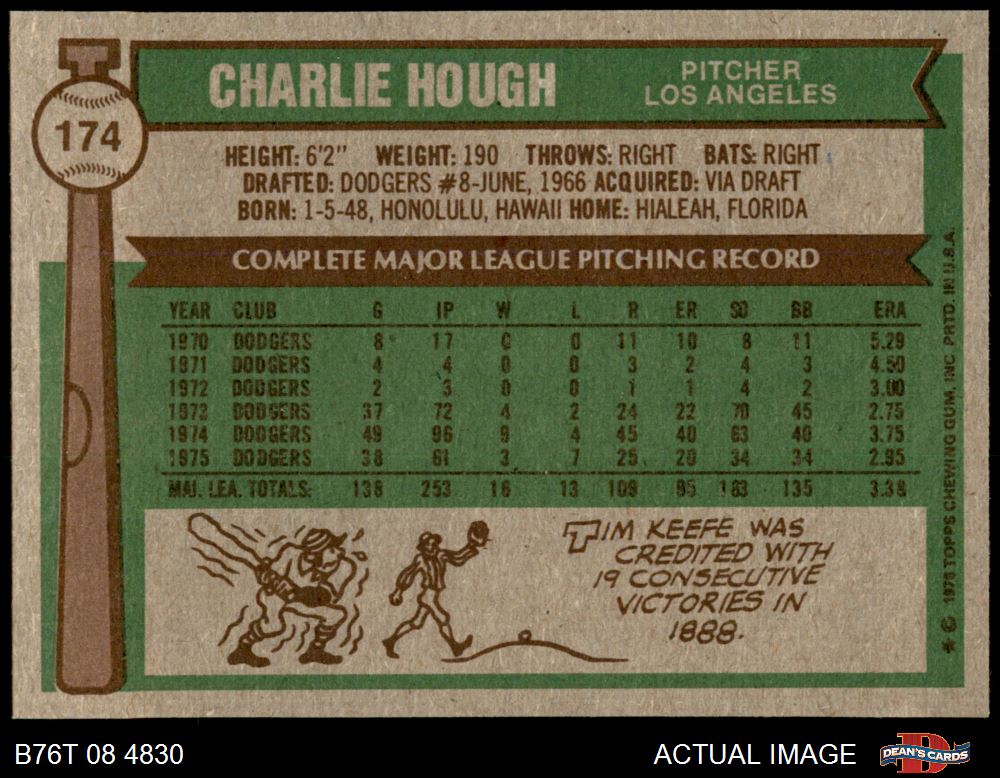 174
CHARLIE HOUGH
PITCHER
LOS ANGELES
HEIGHT: 6'2" WEIGHT: 190 THROWS: RIGHT BATS: RIGHT
DRAFTED: DODGERS #8-JUNE, 1966 ACQUIRED: VIA DRAFT
BORN: 1-5-48, HONOLULU, HAWAII HOME: HIALEAH, FLORIDA
COMPLETE MAJOR LEAGUE PITCHING RECORD
YEAR CLUB G IP W L R ER SO BB ERA
1970 DODGERS 8 17 0 0 11 10 8 11 5.29
1971 DODGERS 4 4 0 0 3 2 4 3 4.50
1972 DODGERS 2 3 0 0 1 1 4 2 3.00
1973 DODGERS 37 72 4 2 24 22 70 45 2.75
1974 DODGERS 49 96 9 4 45 40 63 40 3.75
1975 DODGERS 38 61 3 7 25 20 34 34 2.95
MAJ. LEA. TOTALS: 138 253 16 13 109 95 183 135 3.38
TIM KEEFE WAS
CREDITED WITH
19 CONSECUTIVE
VICTORIES IN
1888.
* © 1976 TOPPS CHEWING GUM, INC. PRTD. IN U.S.A.
B76T 08 4830
ACTUAL IMAGE
DEAN'S CARDS